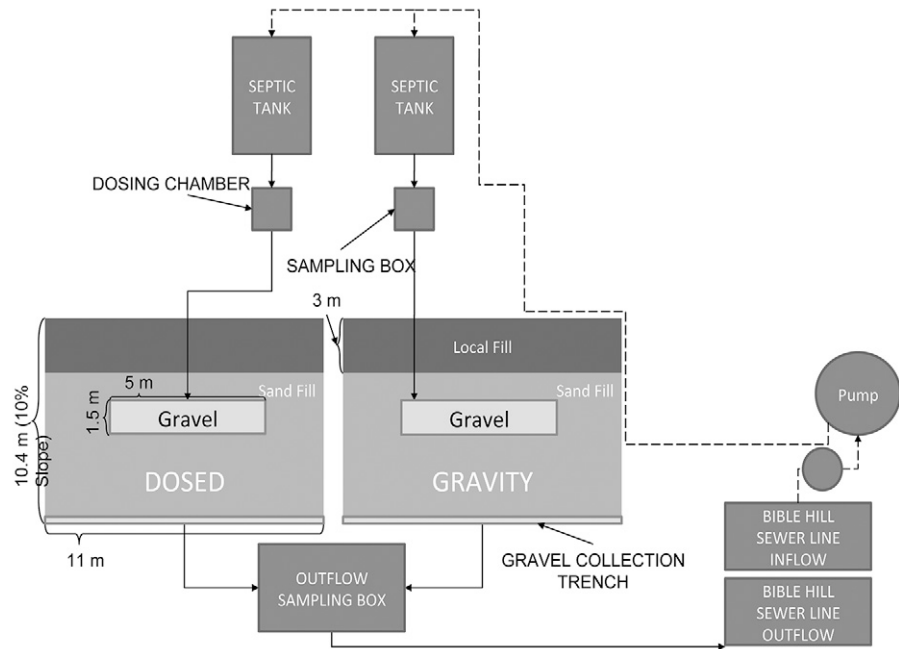 SEPTIC
TANK
SEPTIC
TANK
DOSING CHAMBER
SAMPLING BOX
3 m
Local Fill
Sand Fill
Sand Fill
5 m
1.5 m
Gravel
Gravel
10.4 m (10%
Slope)
DOSED
GRAVITY
11 m
Pump
GRAVEL COLLECTION
TRENCH
OUTFLOW
SAMPLING BOX
BIBLE HILL
SEWER LINE
INFLOW
BIBLE HILL
SEWER LINE
OUTFLOW